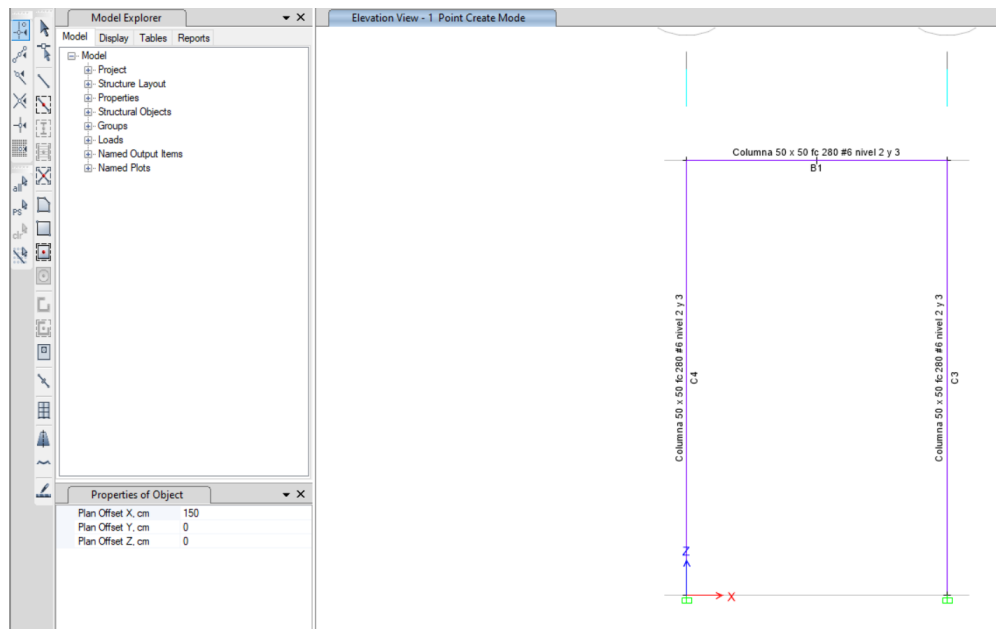 Model Explorer
Elevation View - 1 Point Create Mode
Model Display Tables Reports
Model
Project
Structure Layout
Properties
Structural Objects
Groups
Loads
Named Output Items
Named Plots
all
PS
clr
Properties of Object
Plan Offset X, cm 150
Plan Offset Y, cm 0
Plan Offset Z, cm 0
Columna 50 x 50 fc 280 #6 nivel 2 y 3
B1
Columna 50 x 50 fc 280 #6 nivel 2 y 3
C4
Columna 50 x 50 fc 280 #6 nivel 2 y 3
C3
Z
X